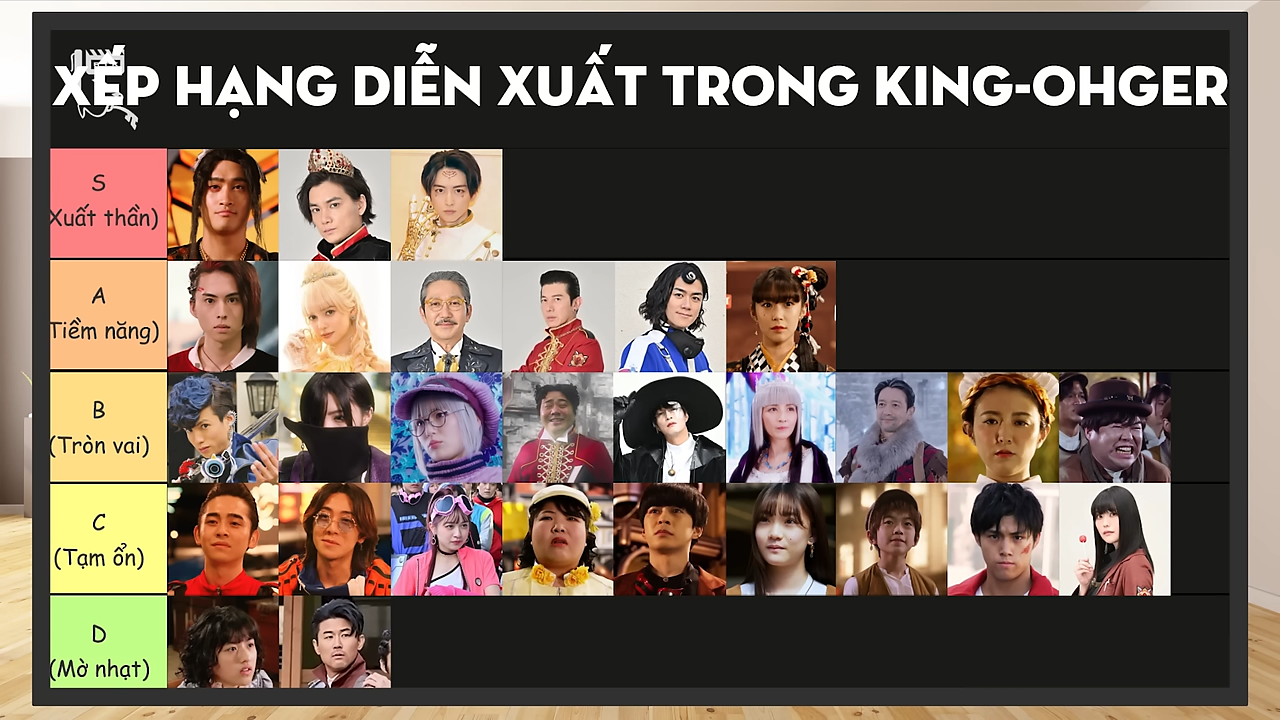 XẾP HẠNG DIỄN XUẤT TRONG KING-OHGER
S
Xuất thần)
A
Tiềm năng)
B
(Tròn vai)
C
(Tạm ổn)
D
(Mờ nhạt)